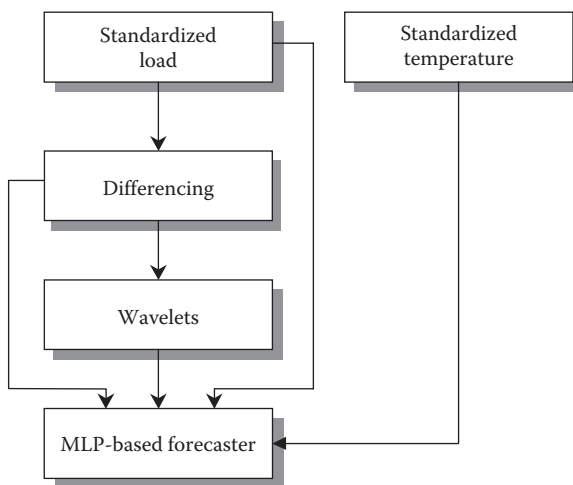 Standardized
load
Standardized
temperature
Differencing
Wavelets
MLP-based forecaster